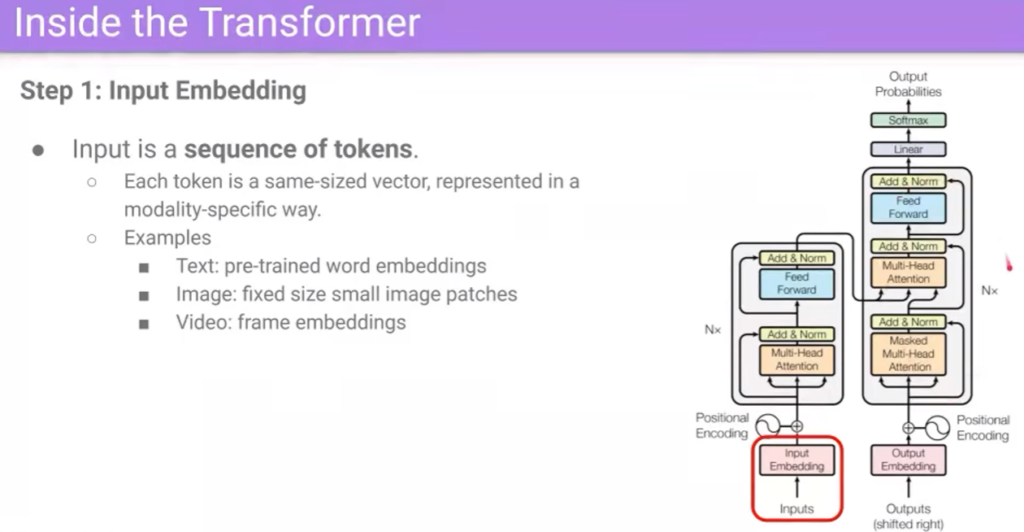 Inside the Transformer
Step 1: Input Embedding
● Input is a sequence of tokens.
○ Each token is a same-sized vector, represented in a
modality-specific way.
○ Examples
■ Text: pre-trained word embeddings
■ Image: fixed size small image patches
■ Video: frame embeddings
Output
Probabilities
Softmax
Linear
Add & Norm
Feed
Forward
Add & Norm
Multi-Head
Attention
Nx
Add & Norm
Masked
Multi-Head
Attention
Add & Norm
Feed
Forward
Nx
Add & Norm
Multi-Head
Attention
Positional
Encoding
Positional
Encoding
Input
Embedding
Output
Embedding
Inputs
Outputs
(shifted right)